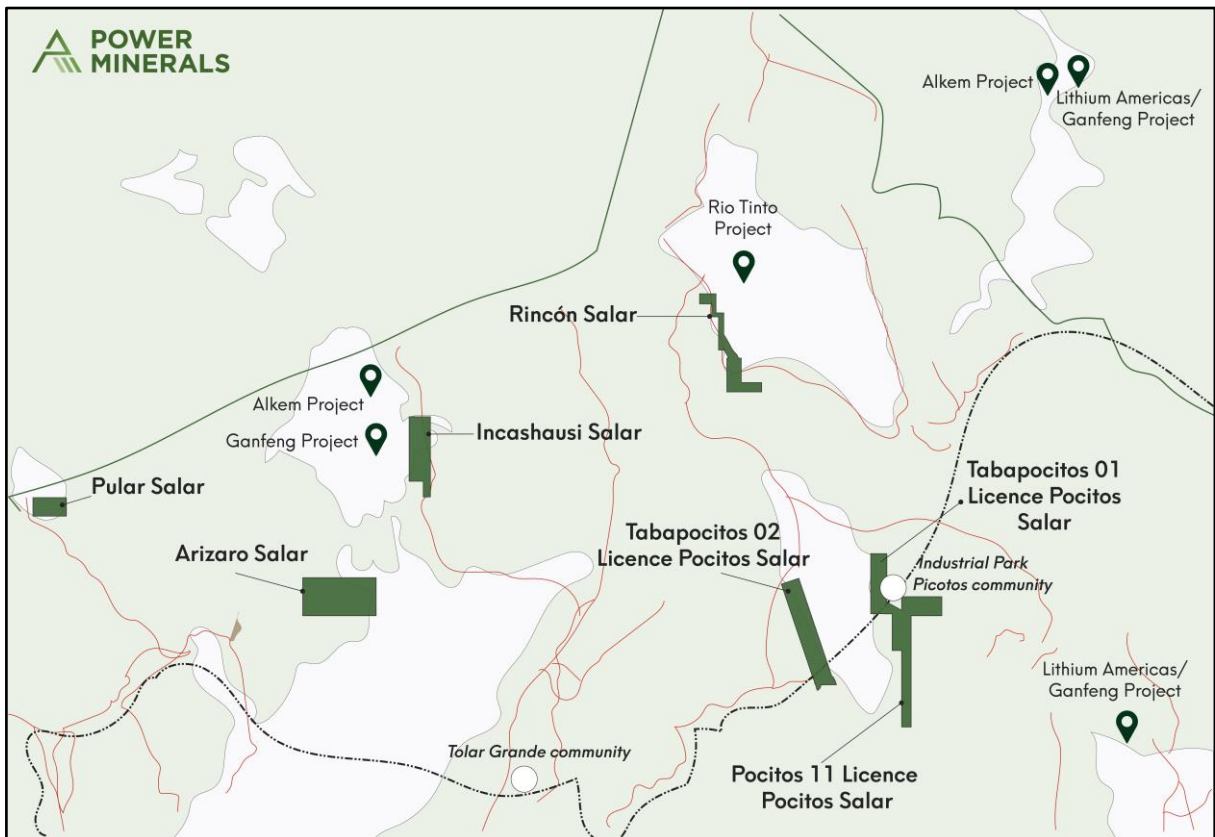 POWER
MINERALS
Alkem Project
Lithium Americas/
Ganfeng Project
Rio Tinto
Project
Rincón Salar
Alkem Project
Ganfeng Project
Incashausi Salar
Pular Salar
Arizaro Salar
Tabapocitos 02
Licence Pocitos Salar
Tabapocitos 01
Licence Pocitos
Salar
Industrial Park
Picotos community
Lithium Americas/
Ganfeng Project
Tolar Grande community
Pocitos 11 Licence
Pocitos Salar